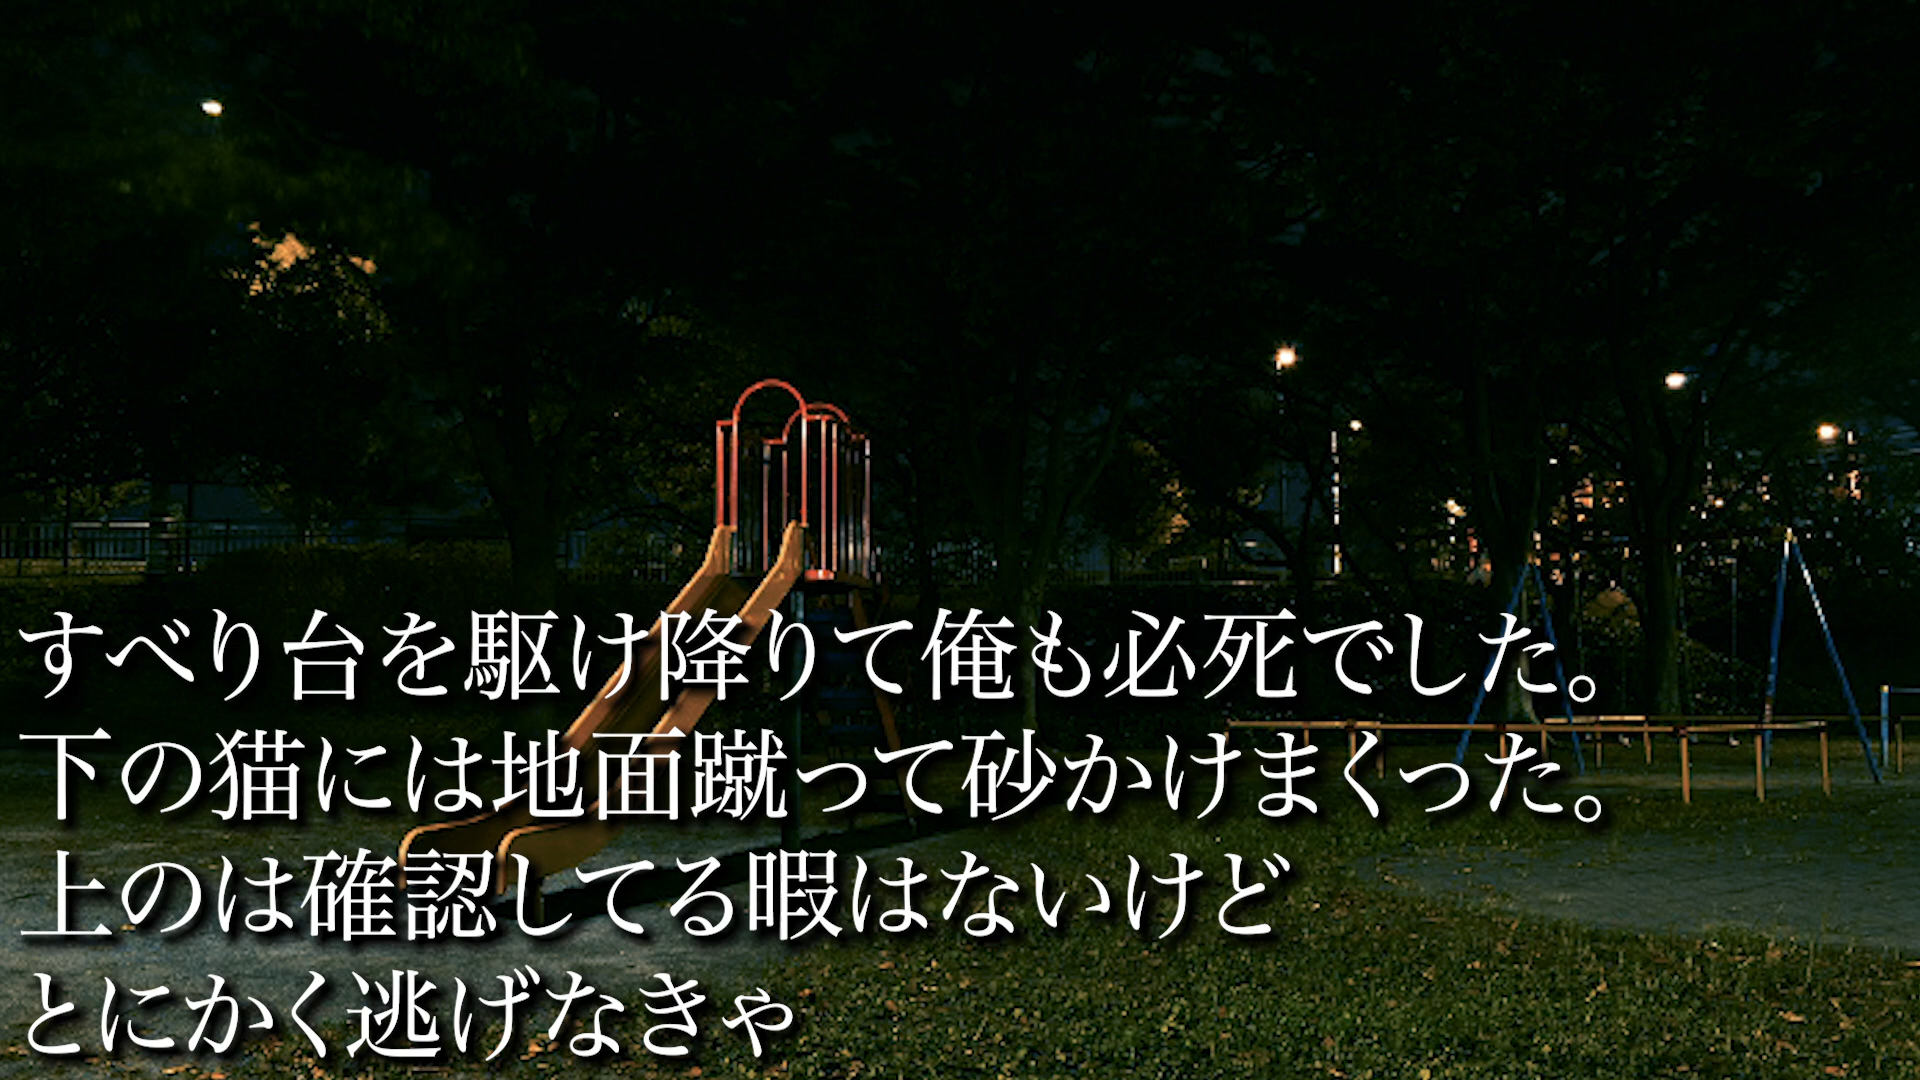 すべり台を駆け降りて俺も必死でした。
下の猫には地面蹴って砂かけまくった。
上のは確認してる暇はないけど
とにかく逃げなきゃ